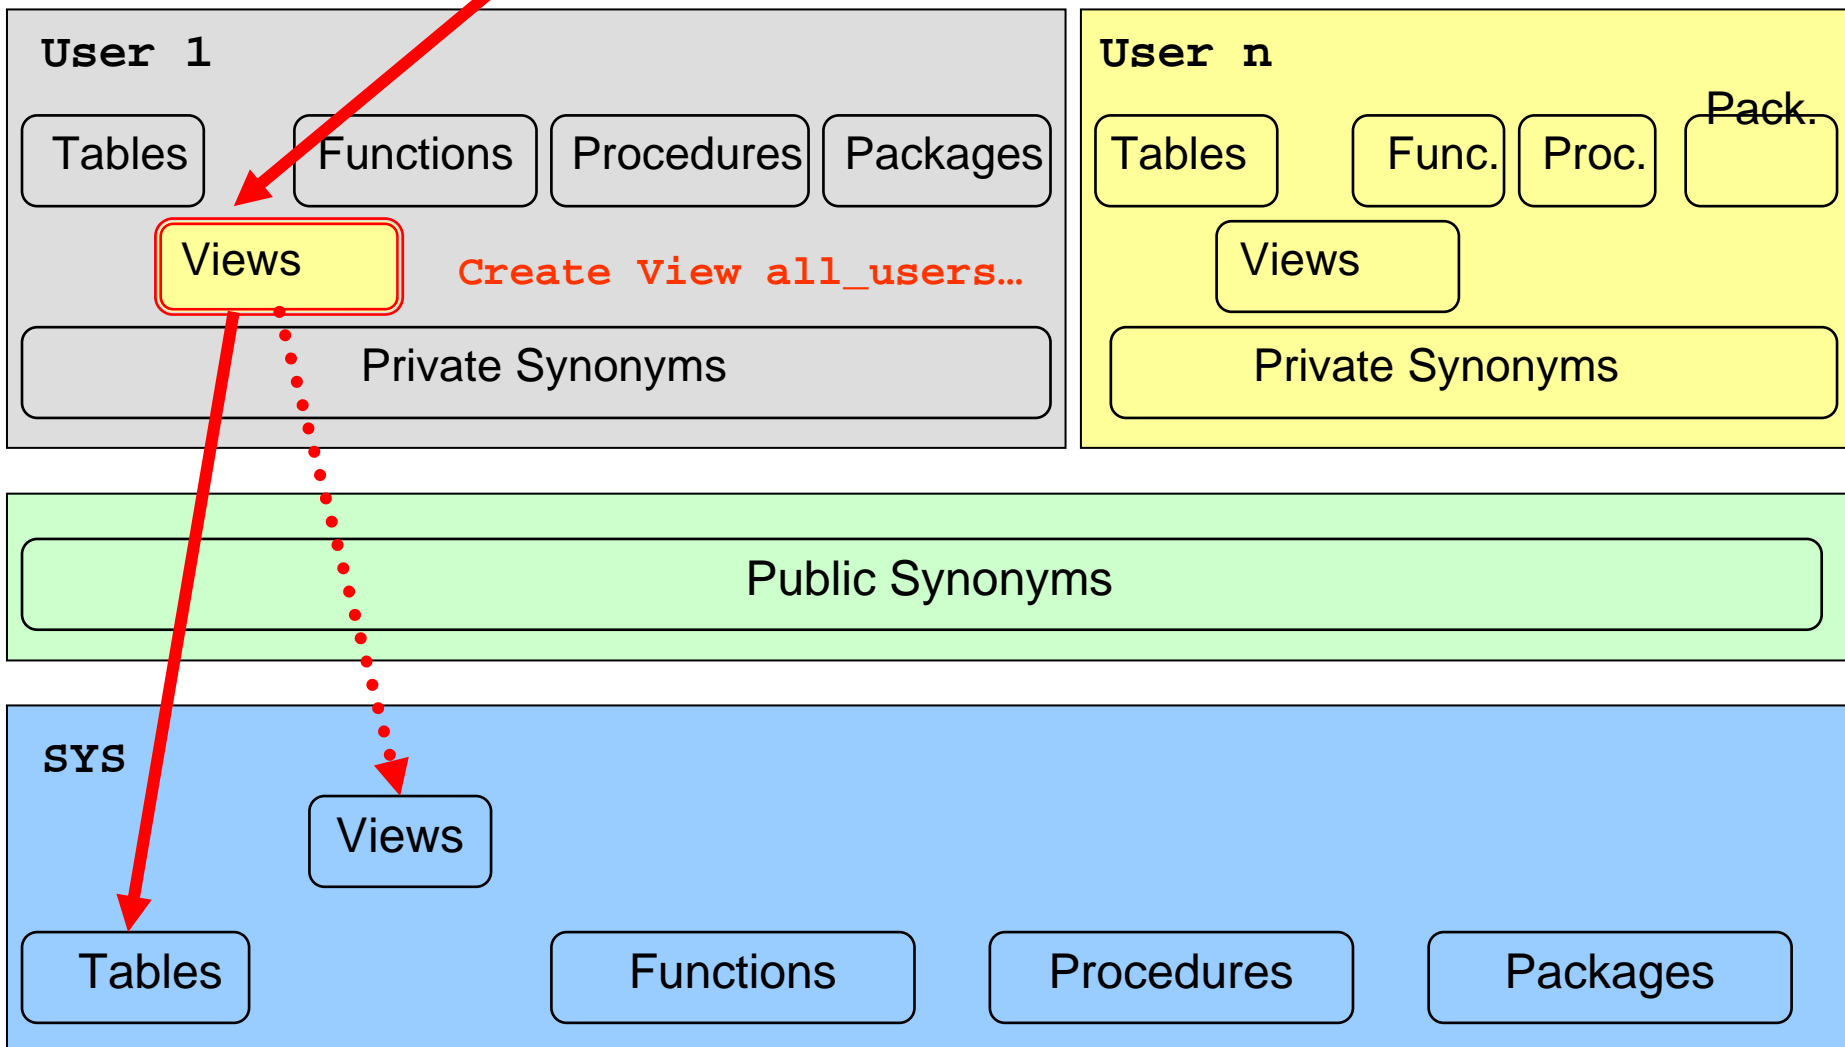 User 1
Tables
Functions
Procedures
Packages
Views
Create View all_users…
Private Synonyms
User n
Tables
Func.
Proc.
Pack.
Views
Private Synonyms
Public Synonyms
SYS
Views
Tables
Functions
Procedures
Packages